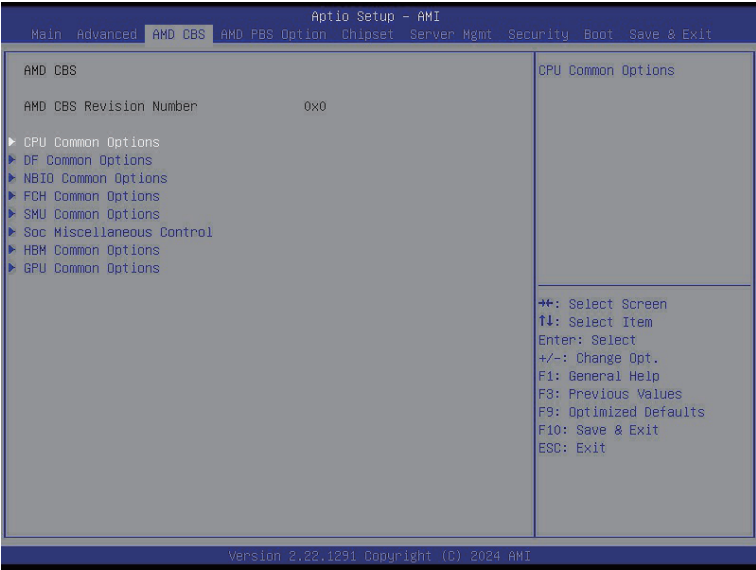 Aptio Setup - AMI
Main Advanced AMD CBS AMD PBS Option Chipset Server Mgmt Security Boot Save & Exit
AMD CBS
AMD CBS Revision Number 0x0
CPU Common Options
DF Common Options
NBIO Common Options
FCH Common Options
SMU Common Options
Soc Miscellaneous Control
HBM Common Options
GPU Common Options
CPU Common Options
→←: Select Screen
↑↓: Select Item
Enter: Select
+/-: Change Opt.
F1: General Help
F3: Previous Values
F9: Optimized Defaults
F10: Save & Exit
ESC: Exit
Version 2.22.1291 Copyright (C) 2024 AMI